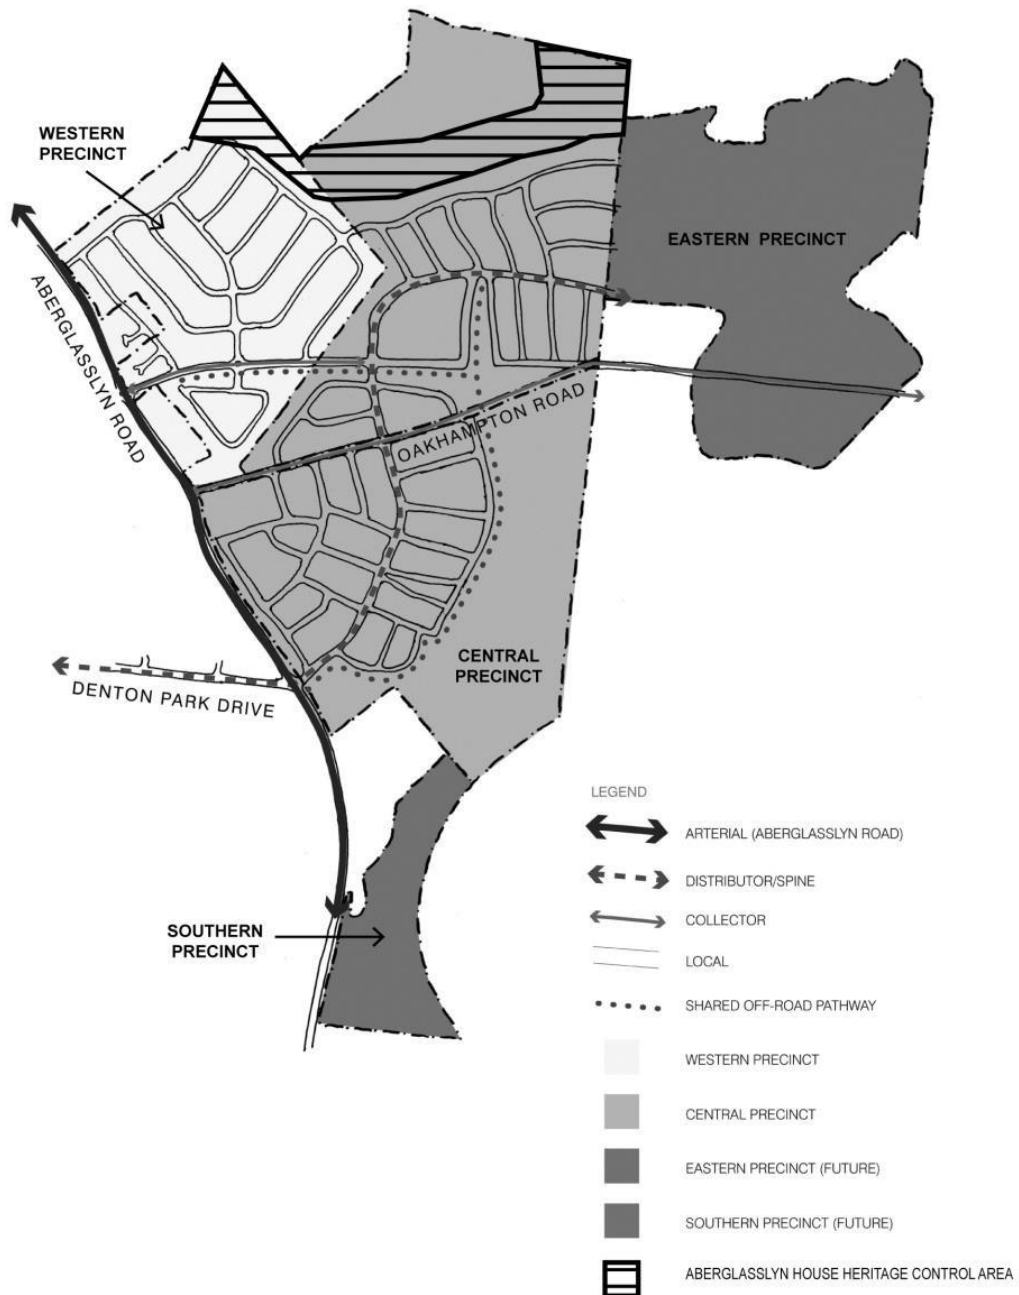 WESTERN
PRECINCT
EASTERN PRECINCT
ABERGLASSLYN ROAD
OAKHAMPTON ROAD
CENTRAL
PRECINCT
DENTON PARK DRIVE
SOUTHERN
PRECINCT
LEGEND
ARTERIAL (ABERGLASSLYN ROAD)
DISTRIBUTOR/SPINE
COLLECTOR
LOCAL
SHARED OFF-ROAD PATHWAY
WESTERN PRECINCT
CENTRAL PRECINCT
EASTERN PRECINCT (FUTURE)
SOUTHERN PRECINCT (FUTURE)
ABERGLASSLYN HOUSE HERITAGE CONTROL AREA